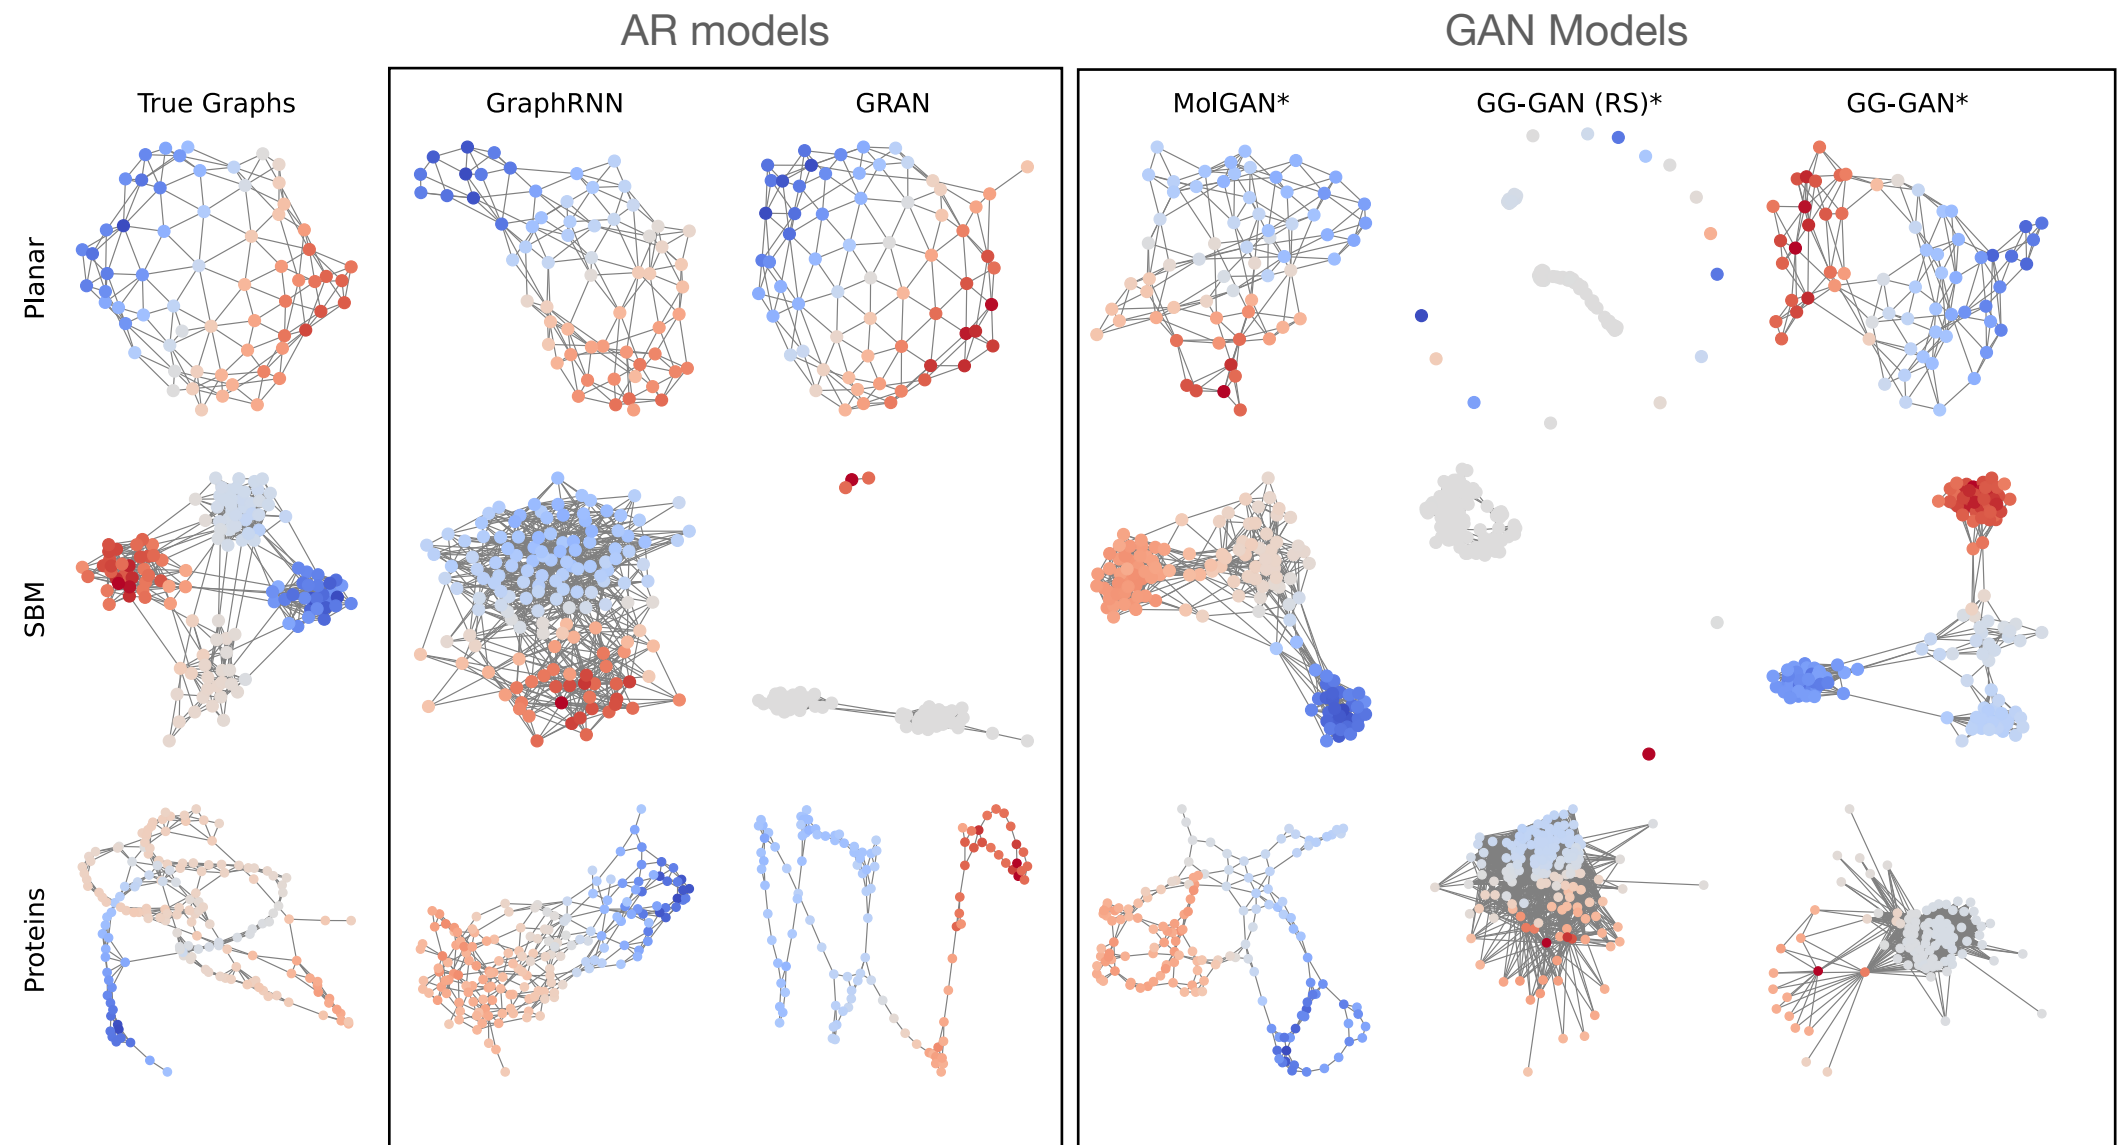 AR models
GAN Models
True Graphs
GraphRNN
GRAN
MolGAN*
GG-GAN (RS)*
GG-GAN*
Planar
SBM
Proteins